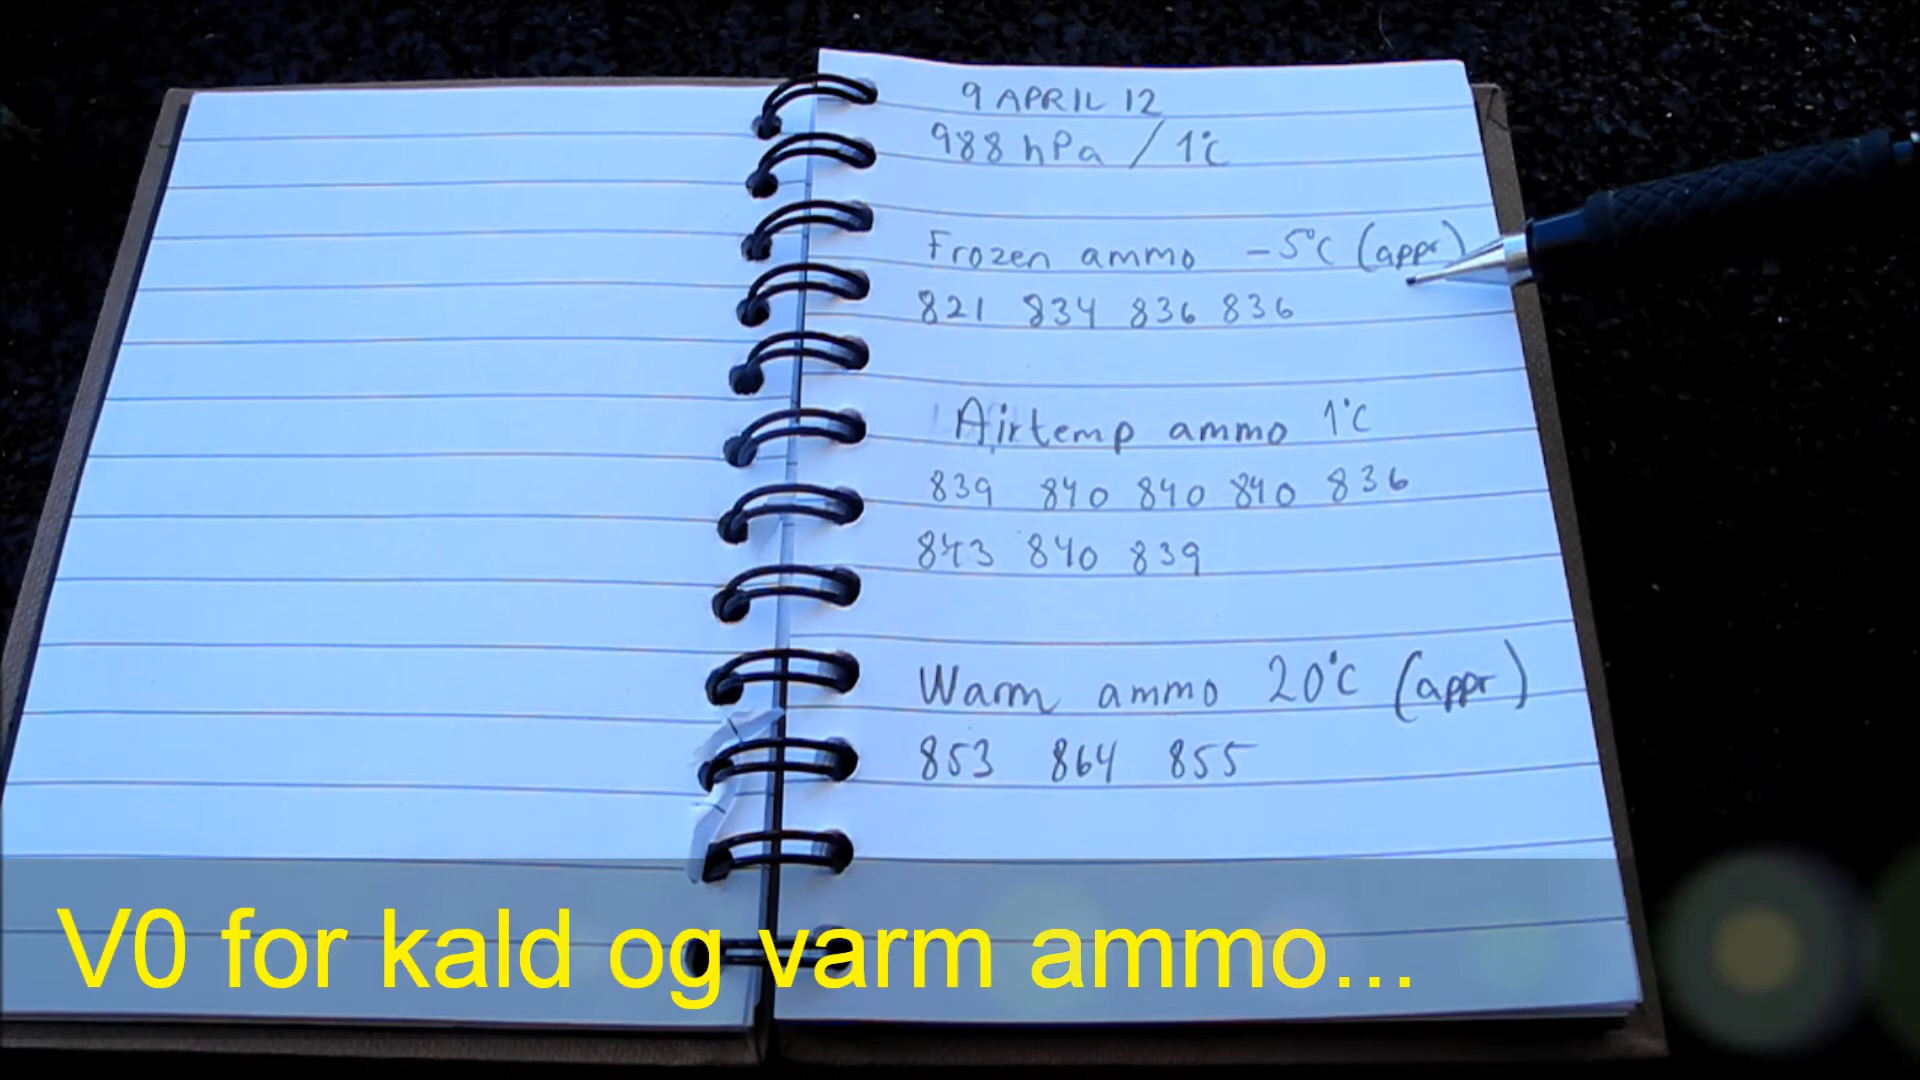 9 APRIL 12
988 hPa / 1°C
Frozen ammo -5°C (appr)
821 834 836 836
Airtemp ammo 1°C
839 840 840 840 836
843 840 839
Warm ammo 20°C (appr)
853 864 855
V0 for kald og varm ammo...